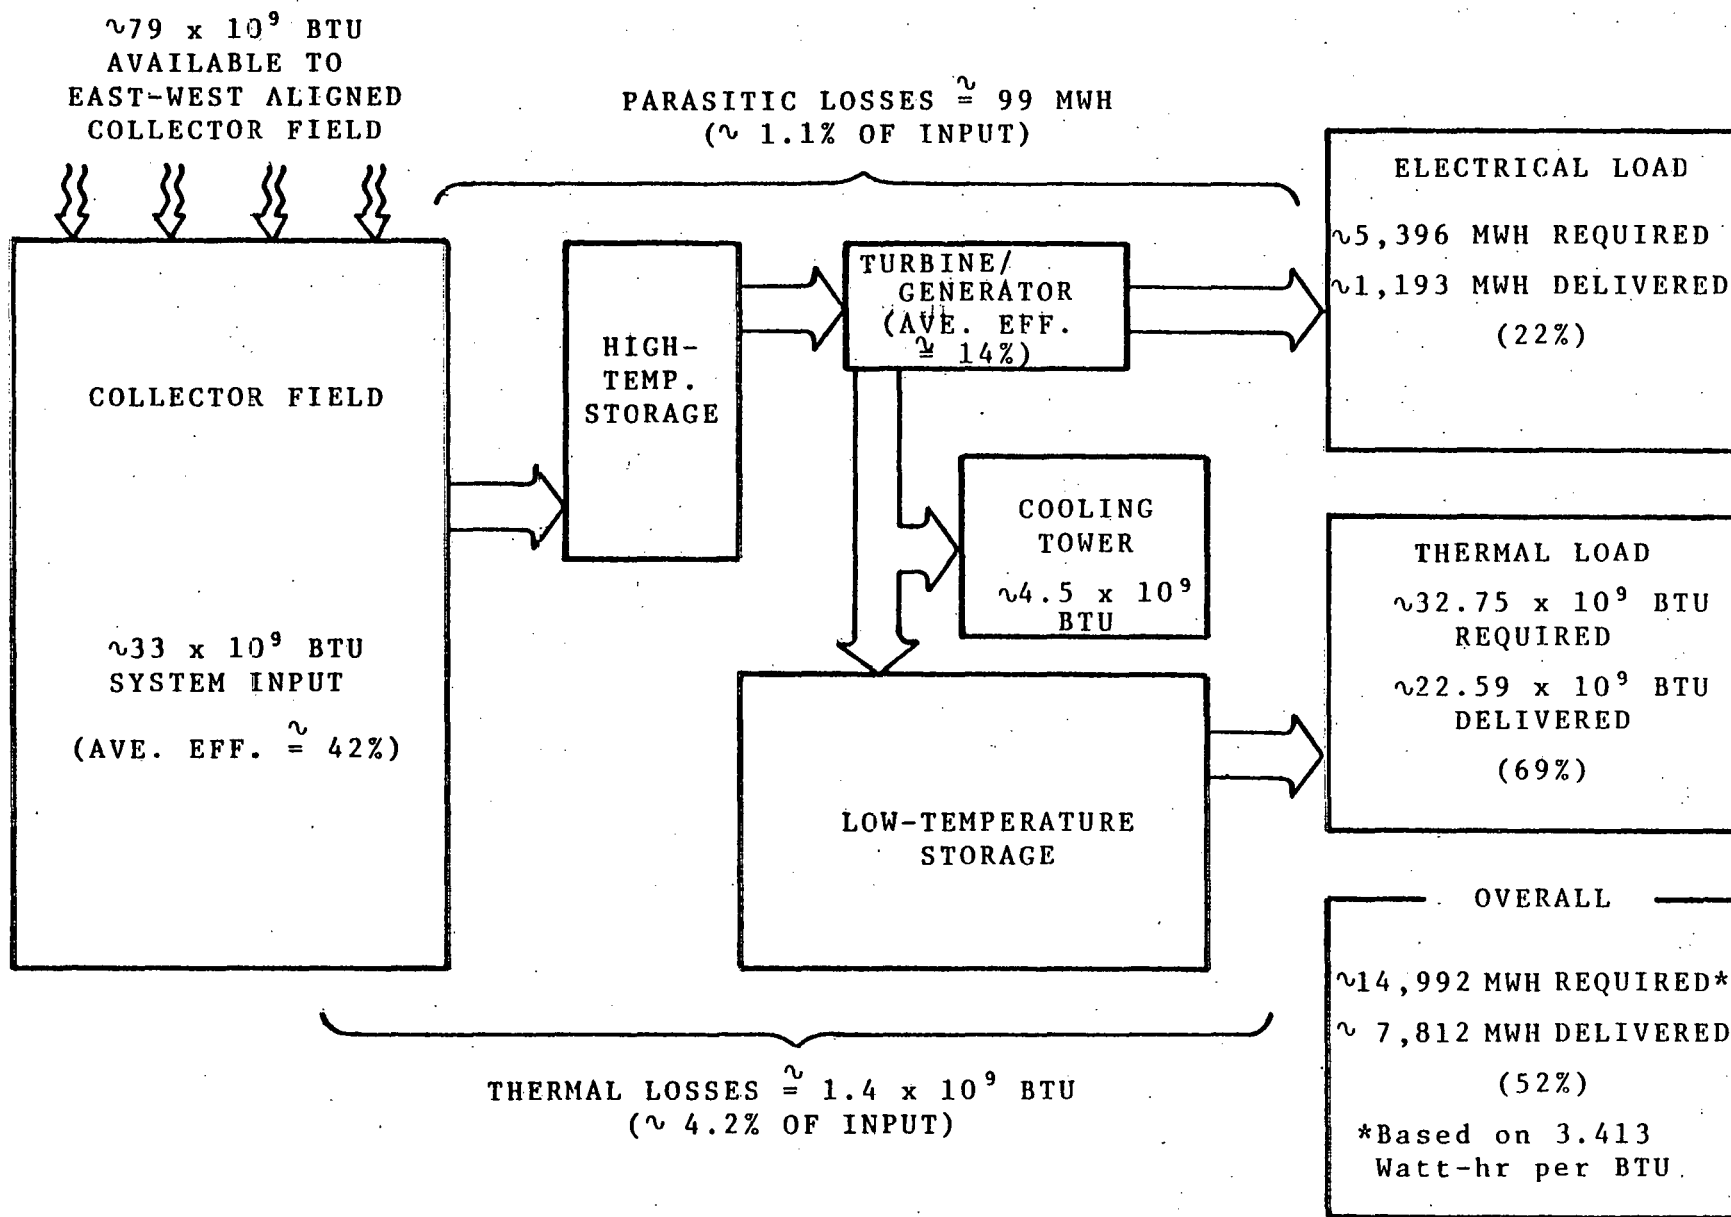 ~79 x 10⁹ BTU
AVAILABLE TO
EAST-WEST ALIGNED
COLLECTOR FIELD
PARASITIC LOSSES ≅ 99 MWH
(~ 1.1% OF INPUT)
COLLECTOR FIELD
~33 x 10⁹ BTU
SYSTEM INPUT
(AVE. EFF. ≅ 42%)
HIGH-
TEMP.
STORAGE
TURBINE/
GENERATOR
(AVE. EFF.
≅ 14%)
COOLING
TOWER
~4.5 x 10⁹
BTU
LOW-TEMPERATURE
STORAGE
THERMAL LOSSES ≅ 1.4 x 10⁹ BTU
(~ 4.2% OF INPUT)
ELECTRICAL LOAD
~5,396 MWH REQUIRED
~1,193 MWH DELIVERED
(22%)
THERMAL LOAD
~32.75 x 10⁹ BTU
REQUIRED
~22.59 x 10⁹ BTU
DELIVERED
(69%)
OVERALL
~14,992 MWH REQUIRED*
~ 7,812 MWH DELIVERED
(52%)
*Based on 3.413
Watt-hr per BTU.